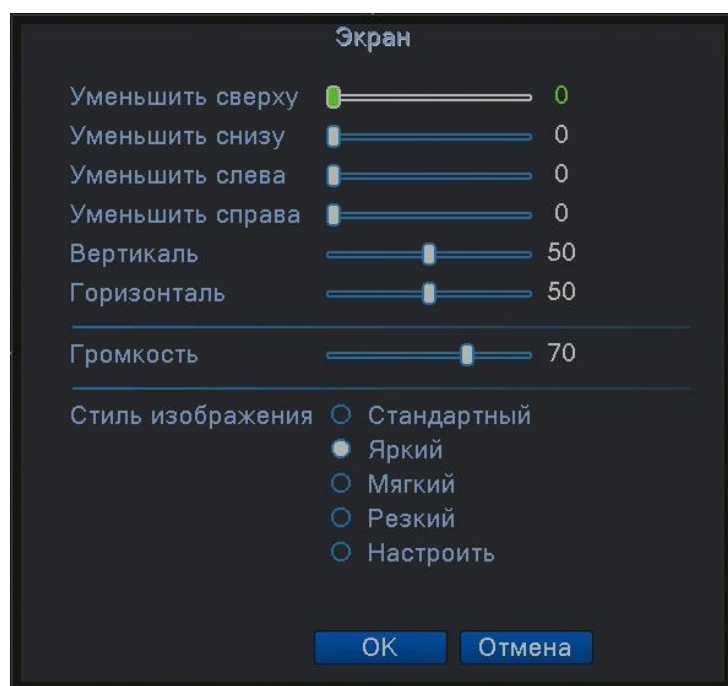 Экран
Уменьшить сверху 0
Уменьшить снизу 0
Уменьшить слева 0
Уменьшить справа 0
Вертикаль 50
Горизонталь 50
Громкость 70
Стиль изображения Стандартный
Яркий
Мягкий
Резкий
Настроить
OK Отмена